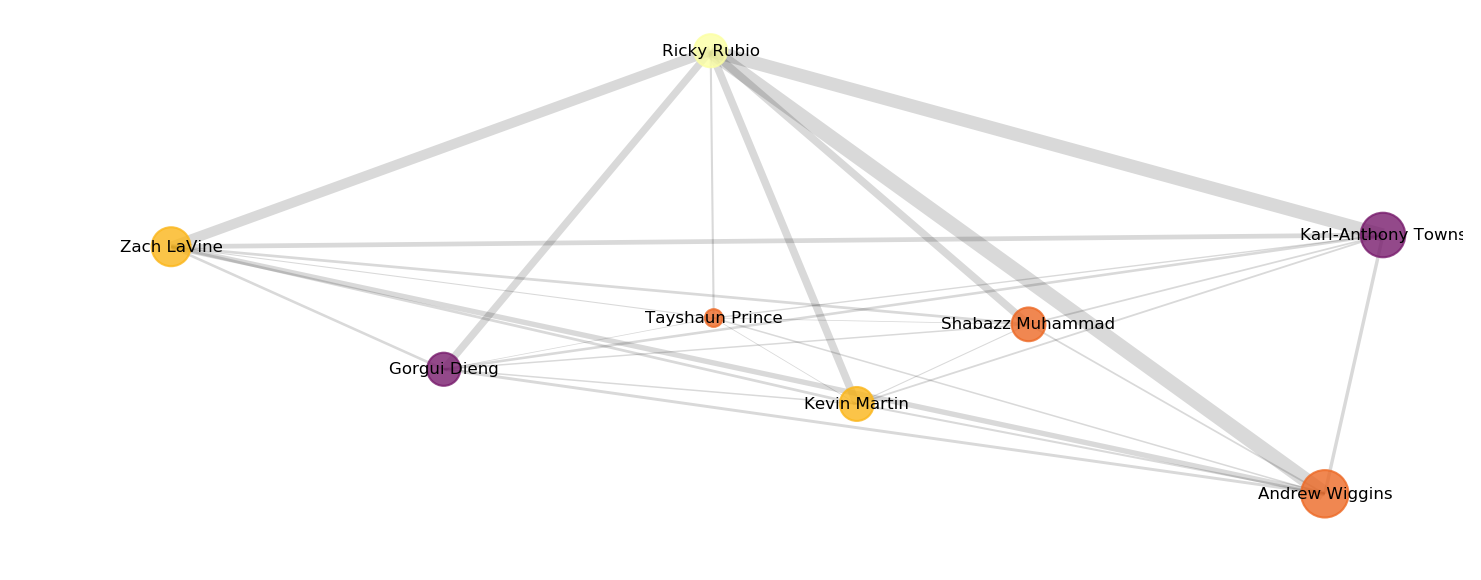 Ricky Rubio
Karl-Anthony Towns
Zach LaVine
Tayshaun Prince
Shabazz Muhammad
Gorgui Dieng
Kevin Martin
Andrew Wiggins